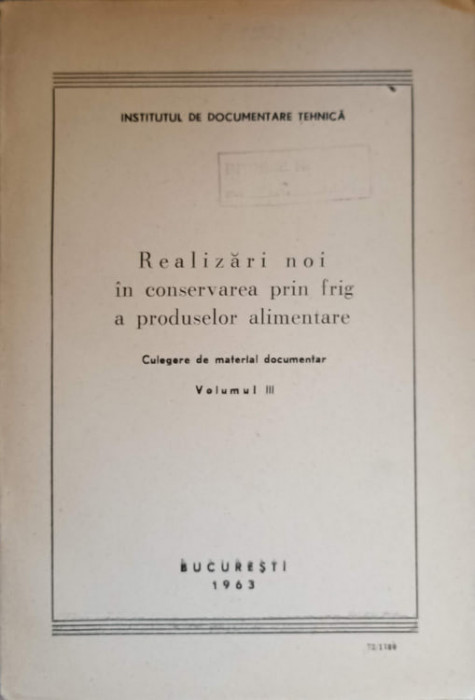 INSTITUTUL DE DOCUMENTARE TEHNICĂ
Realizări noi
în conservarea prin frig
a produselor alimentare
Culegere de material documentar
Volumul III
BUCUREȘTI
1963